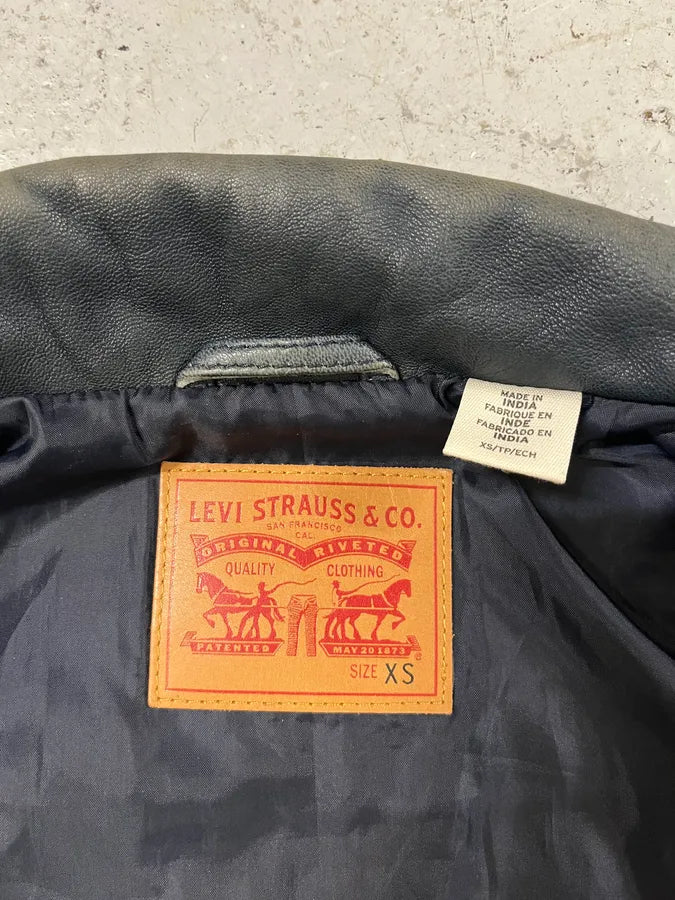 MADE IN
INDIA
FABRIQUE EN
INDE
FABRICADO EN
INDIA
XS/TP/ECH
LEVI STRAUSS & CO.
SAN FRANCISCO
CAL.
ORIGINAL RIVETED
QUALITY CLOTHING
PATENTED MAY 20 1873
®
SIZE XS